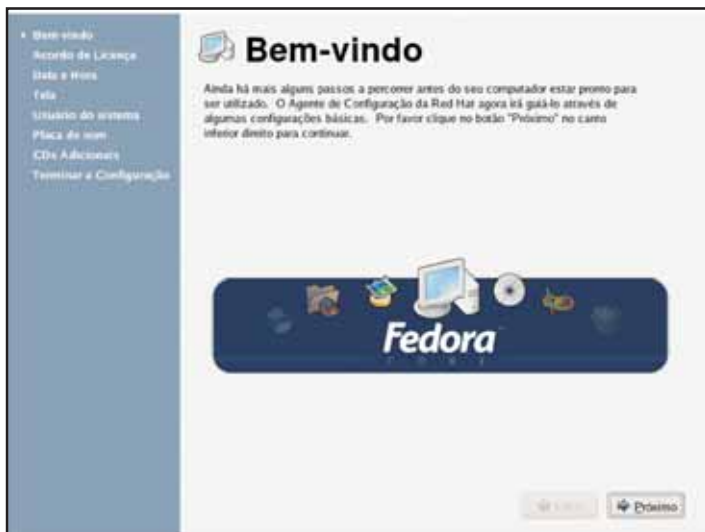 Bem-vindo
Acordo de Licença
Data e Hora
Tela
Usuário do sistema
Placa de som
CDs Adicionais
Terminar a Configuração
Bem-vindo
Ainda há mais alguns passos a percorrer antes do seu computador estar pronto para
ser utilizado. O Agente de Configuração da Red Hat agora irá guiá-lo através de
algumas configurações básicas. Por favor clique no botão "Próximo" no canto
inferior direito para continuar.
Fedora
CORE
Próximo